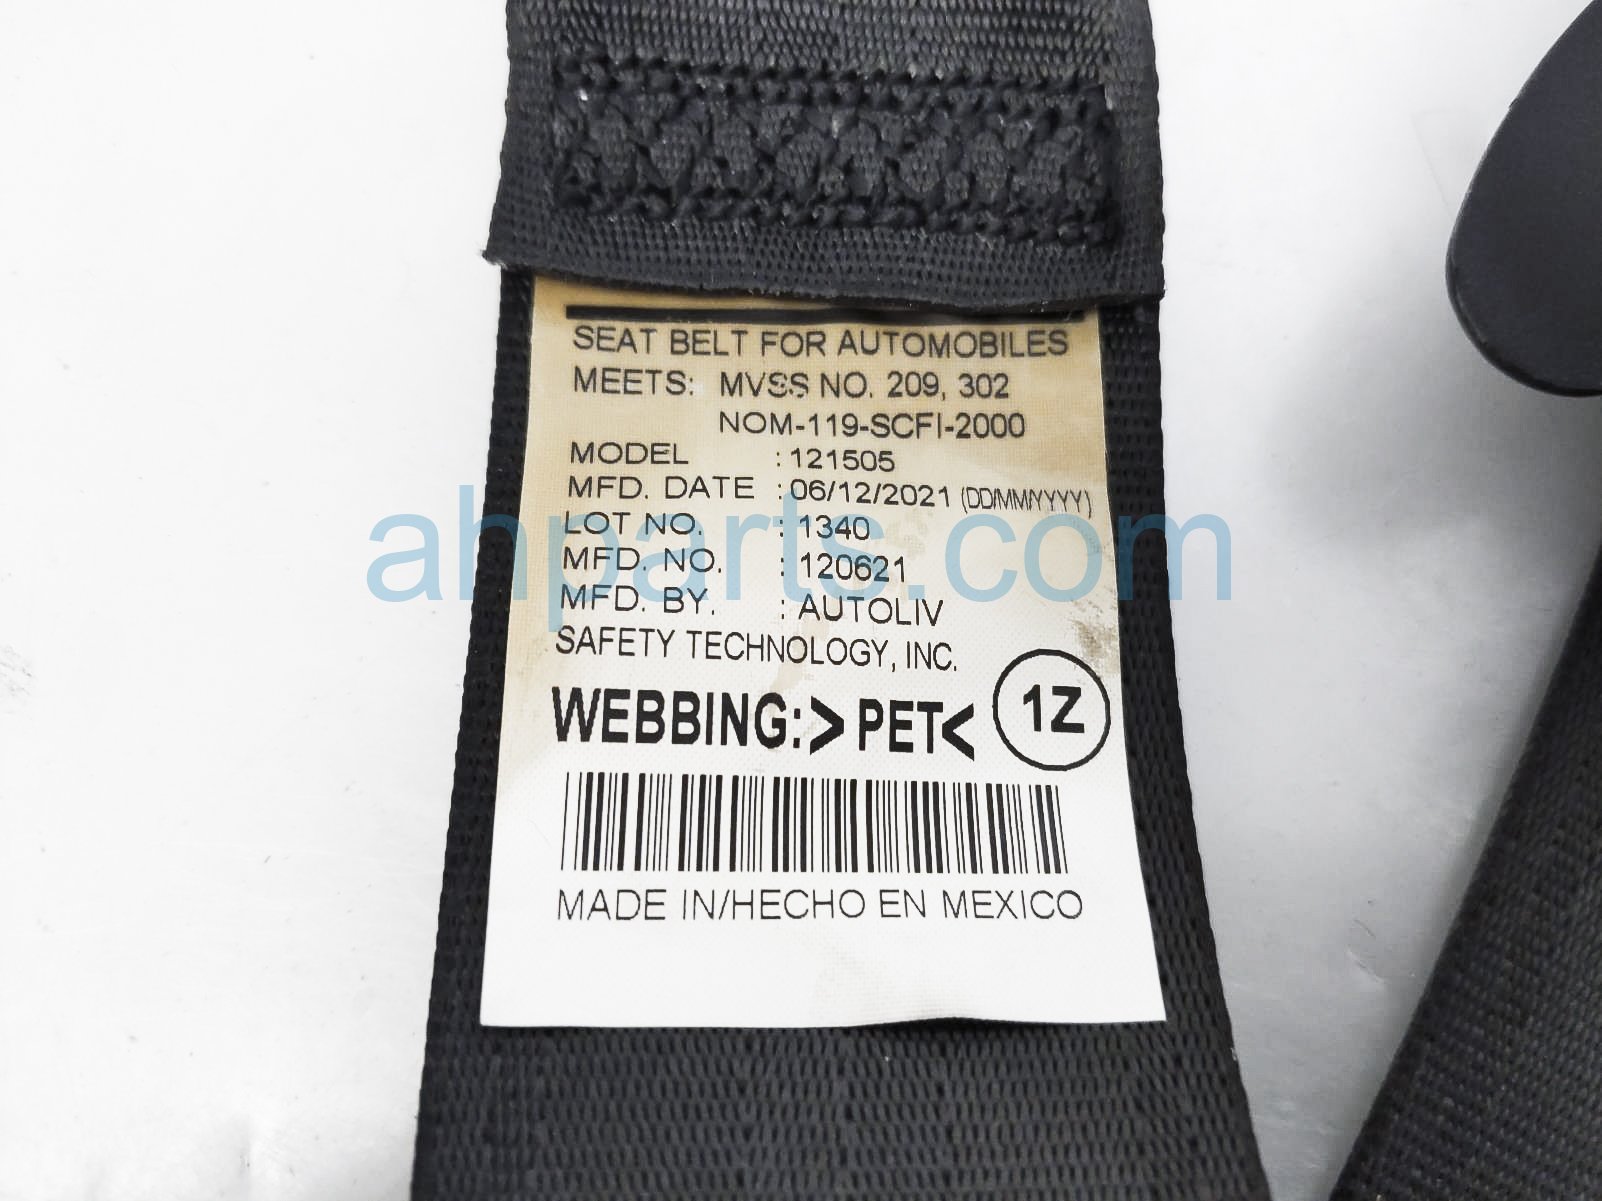 SEAT BELT FOR AUTOMOBILES
MEETS: MVSS NO. 209, 302
NOM-119-SCFI-2000
MODEL : 121505
MFD. DATE : 06/12/2021 (DD/MM/YYYY)
LOT NO. : 1340
MFD. NO. : 120621
MFD. BY. : AUTOLIV
SAFETY TECHNOLOGY, INC.
WEBBING:>PET< 1Z
MADE IN/HECHO EN MEXICO
ahparts.com